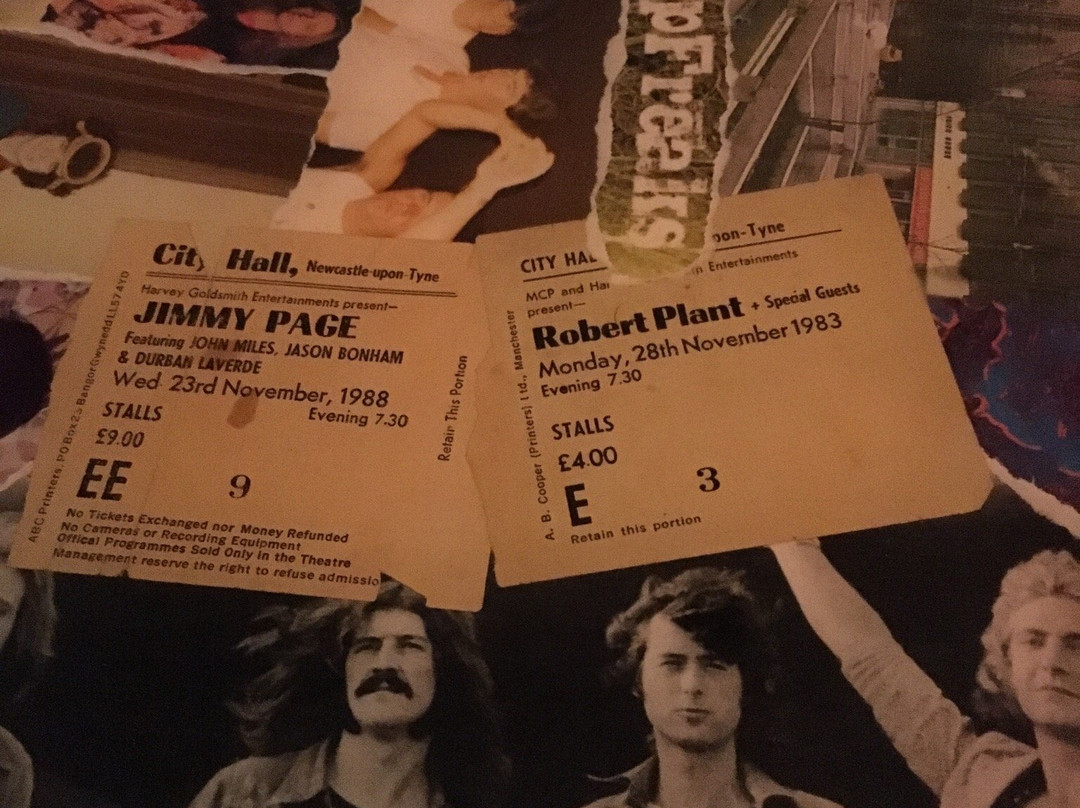 pFreaks
City Hall, Newcastle-upon-Tyne
Harvey Goldsmith Entertainments present—
JIMMY PAGE
Featuring JOHN MILES, JASON BONHAM
& DURBAN LAVERDE
Wed 23rd November, 1988
Evening 7.30
STALLS
£9.00
EE
9
No Tickets Exchanged nor Money Refunded
No Cameras or Recording Equipment
Offical Programmes Sold Only in the Theatre
Management reserve the right to refuse admissio
Retain This Portion
ABC Printers, PO Box 2, Bangor Gwynedd LL57 4YD
CITY HAL pon-Tyne
MCP and Har n Entertainments
present—
Robert Plant + Special Guests
Monday, 28th November 1983
Evening 7.30
STALLS
£4.00
E
3
Retain this portion
A. B. Cooper (Printers) Ltd., Manchester